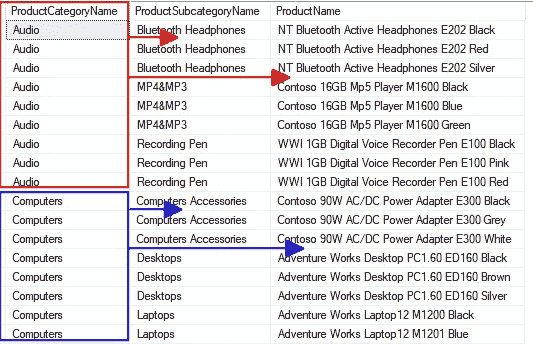 ProductCategoryName ProductSubcategoryName ProductName
Audio Bluetooth Headphones NT Bluetooth Active Headphones E202 Black
Audio Bluetooth Headphones NT Bluetooth Active Headphones E202 Red
Audio Bluetooth Headphones NT Bluetooth Active Headphones E202 Silver
Audio MP4&MP3 Contoso 16GB Mp5 Player M1600 Black
Audio MP4&MP3 Contoso 16GB Mp5 Player M1600 Blue
Audio MP4&MP3 Contoso 16GB Mp5 Player M1600 Green
Audio Recording Pen WWI 1GB Digital Voice Recorder Pen E100 Black
Audio Recording Pen WWI 1GB Digital Voice Recorder Pen E100 Pink
Audio Recording Pen WWI 1GB Digital Voice Recorder Pen E100 Red
Computers Computers Accessories Contoso 90W AC/DC Power Adapter E300 Black
Computers Computers Accessories Contoso 90W AC/DC Power Adapter E300 Grey
Computers Computers Accessories Contoso 90W AC/DC Power Adapter E300 White
Computers Desktops Adventure Works Desktop PC1.60 ED160 Black
Computers Desktops Adventure Works Desktop PC1.60 ED160 Brown
Computers Desktops Adventure Works Desktop PC1.60 ED160 Silver
Computers Laptops Adventure Works Laptop12 M1200 Black
Computers Laptops Adventure Works Laptop12 M1201 Blue